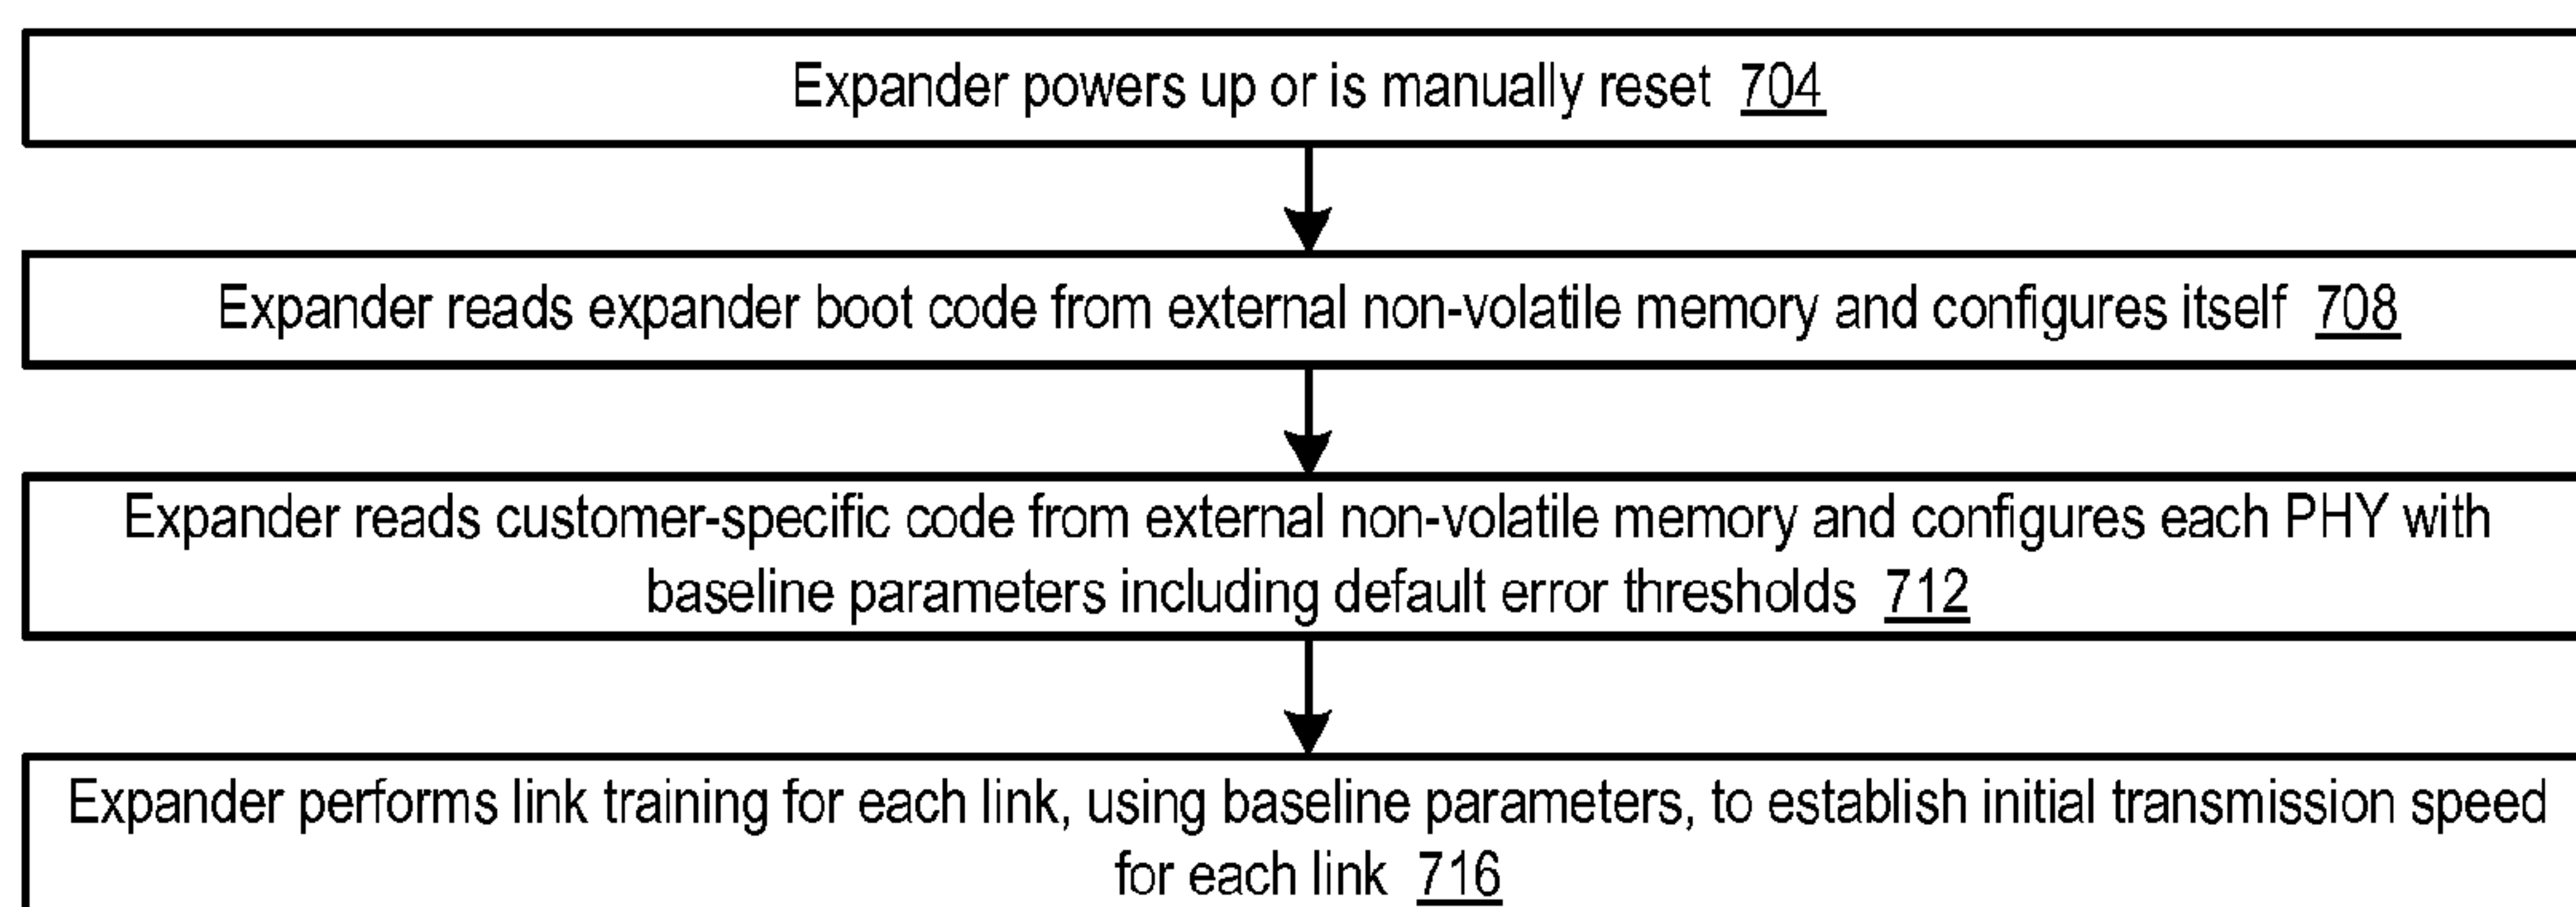 Expander powers up or is manually reset 704
Expander reads expander boot code from external non-volatile memory and configures itself 708
Expander reads customer-specific code from external non-volatile memory and configures each PHY with
baseline parameters including default error thresholds 712
Expander performs link training for each link, using baseline parameters, to establish initial transmission speed
for each link 716